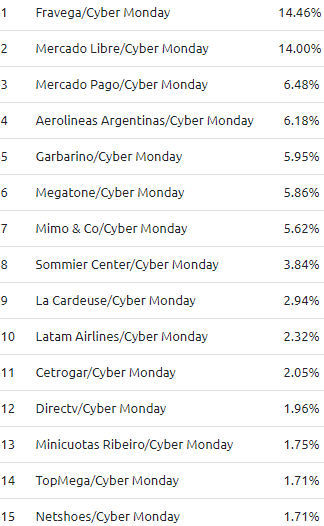 1 Fravega/Cyber Monday 14.46%
2 Mercado Libre/Cyber Monday 14.00%
3 Mercado Pago/Cyber Monday 6.48%
4 Aerolineas Argentinas/Cyber Monday 6.18%
5 Garbarino/Cyber Monday 5.95%
6 Megatone/Cyber Monday 5.86%
7 Mimo & Co/Cyber Monday 5.62%
8 Sommier Center/Cyber Monday 3.84%
9 La Cardeuse/Cyber Monday 2.94%
10 Latam Airlines/Cyber Monday 2.32%
11 Cetrogar/Cyber Monday 2.05%
12 Directv/Cyber Monday 1.96%
13 Minicuotas Ribeiro/Cyber Monday 1.75%
14 TopMega/Cyber Monday 1.71%
15 Netshoes/Cyber Monday 1.71%